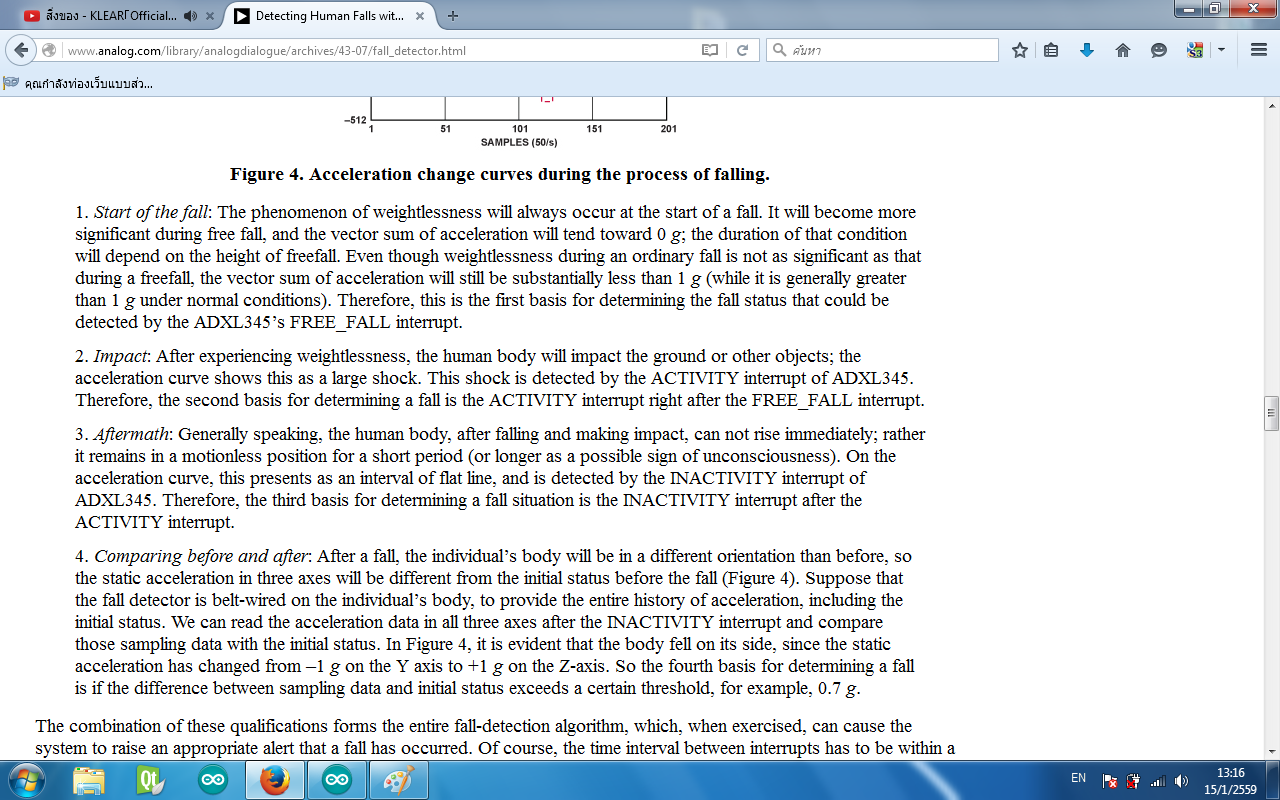 สิ่งของ - KLEAR「Official...
Detecting Human Falls wit...
www.analog.com/library/analogdialogue/archives/43-07/fall_detector.html
ค้นหา
คุณกำลังท่องเว็บแบบส่ว...
–512
1 51 101 151 201
SAMPLES (50/s)
Figure 4. Acceleration change curves during the process of falling.
1. Start of the fall: The phenomenon of weightlessness will always occur at the start of a fall. It will become more
significant during free fall, and the vector sum of acceleration will tend toward 0 g; the duration of that condition
will depend on the height of freefall. Even though weightlessness during an ordinary fall is not as significant as that
during a freefall, the vector sum of acceleration will still be substantially less than 1 g (while it is generally greater
than 1 g under normal conditions). Therefore, this is the first basis for determining the fall status that could be
detected by the ADXL345’s FREE_FALL interrupt.
2. Impact: After experiencing weightlessness, the human body will impact the ground or other objects; the
acceleration curve shows this as a large shock. This shock is detected by the ACTIVITY interrupt of ADXL345.
Therefore, the second basis for determining a fall is the ACTIVITY interrupt right after the FREE_FALL interrupt.
3. Aftermath: Generally speaking, the human body, after falling and making impact, can not rise immediately; rather
it remains in a motionless position for a short period (or longer as a possible sign of unconsciousness). On the
acceleration curve, this presents as an interval of flat line, and is detected by the INACTIVITY interrupt of
ADXL345. Therefore, the third basis for determining a fall situation is the INACTIVITY interrupt after the
ACTIVITY interrupt.
4. Comparing before and after: After a fall, the individual’s body will be in a different orientation than before, so
the static acceleration in three axes will be different from the initial status before the fall (Figure 4). Suppose that
the fall detector is belt-wired on the individual’s body, to provide the entire history of acceleration, including the
initial status. We can read the acceleration data in all three axes after the INACTIVITY interrupt and compare
those sampling data with the initial status. In Figure 4, it is evident that the body fell on its side, since the static
acceleration has changed from –1 g on the Y axis to +1 g on the Z-axis. So the fourth basis for determining a fall
is if the difference between sampling data and initial status exceeds a certain threshold, for example, 0.7 g.
The combination of these qualifications forms the entire fall-detection algorithm, which, when exercised, can cause the
system to raise an appropriate alert that a fall has occurred. Of course, the time interval between interrupts has to be within a
EN
13:16
15/1/2559